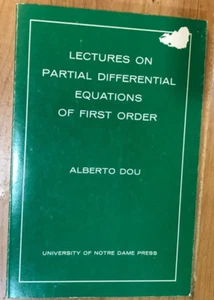 LECTURES ON
PARTIAL DIFFERENTIAL
EQUATIONS
OF FIRST ORDER
ALBERTO DOU
UNIVERSITY OF NOTRE DAME PRESS